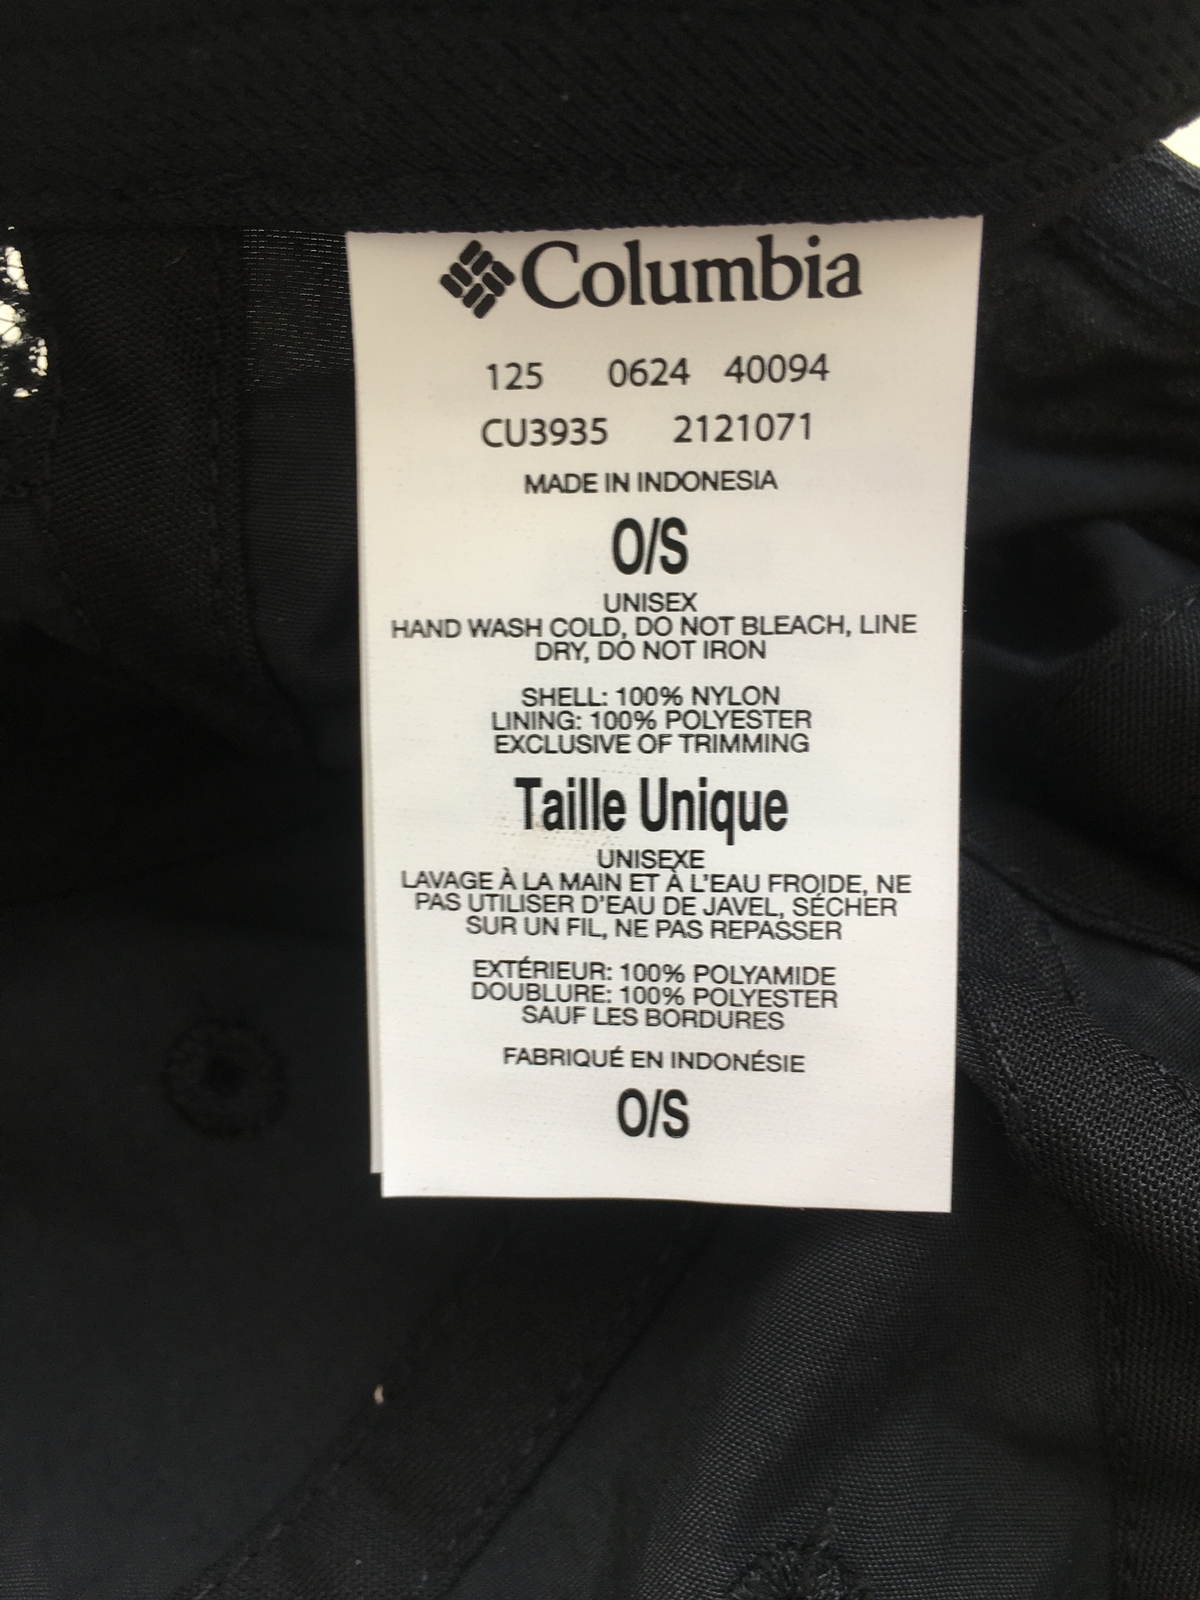 Columbia
125 0624 40094
CU3935 2121071
MADE IN INDONESIA
O/S
UNISEX
HAND WASH COLD, DO NOT BLEACH, LINE
DRY, DO NOT IRON
SHELL: 100% NYLON
LINING: 100% POLYESTER
EXCLUSIVE OF TRIMMING
Taille Unique
UNISEXE
LAVAGE À LA MAIN ET À L'EAU FROIDE, NE
PAS UTILISER D'EAU DE JAVEL, SÉCHER
SUR UN FIL, NE PAS REPASSER
EXTÉRIEUR: 100% POLYAMIDE
DOUBLURE: 100% POLYESTER
SAUF LES BORDURES
FABRIQUÉ EN INDONÉSIE
O/S